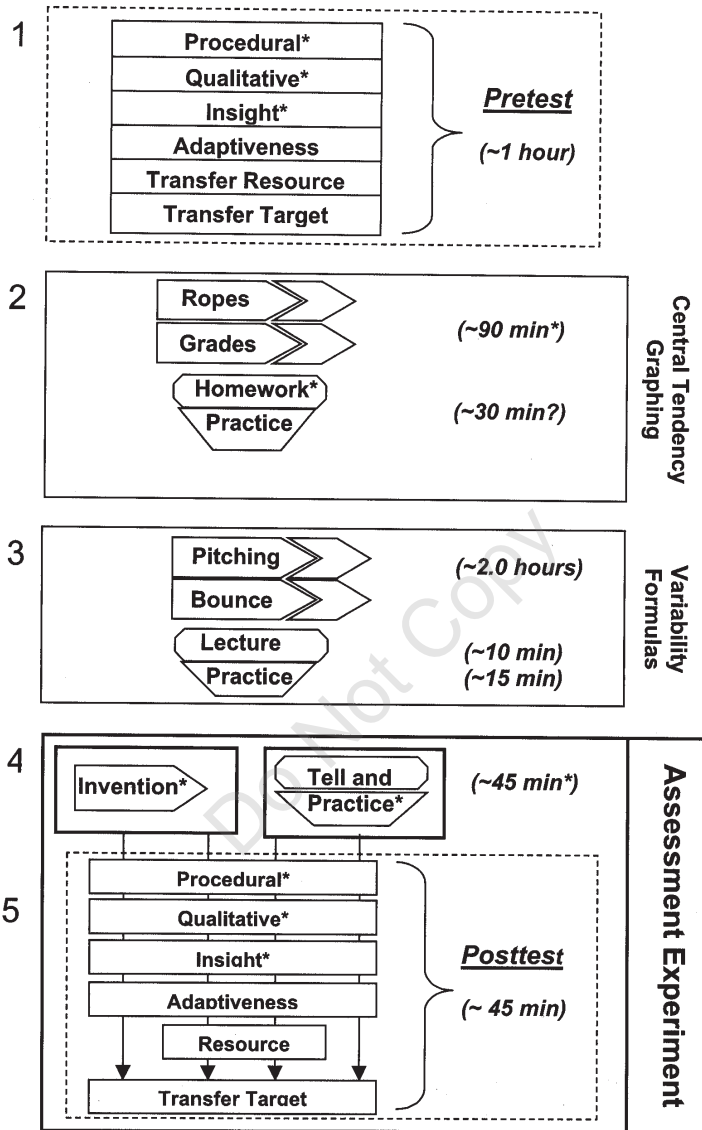 1
Procedural*
Qualitative*
Insight*
Adaptiveness
Transfer Resource
Transfer Target
Pretest
(~1 hour)
2
Ropes
Grades
Homework*
Practice
(~90 min*)
(~30 min?)
Central Tendency
Graphing
3
Pitching
Bounce
Lecture
Practice
(~2.0 hours)
(~10 min)
(~15 min)
Variability
Formulas
4
Invention*
Tell and
Practice*
(~45 min*)
5
Procedural*
Qualitative*
Insight*
Adaptiveness
Resource
Transfer Target
Posttest
(~ 45 min)
Assessment Experiment
Do Not Copy